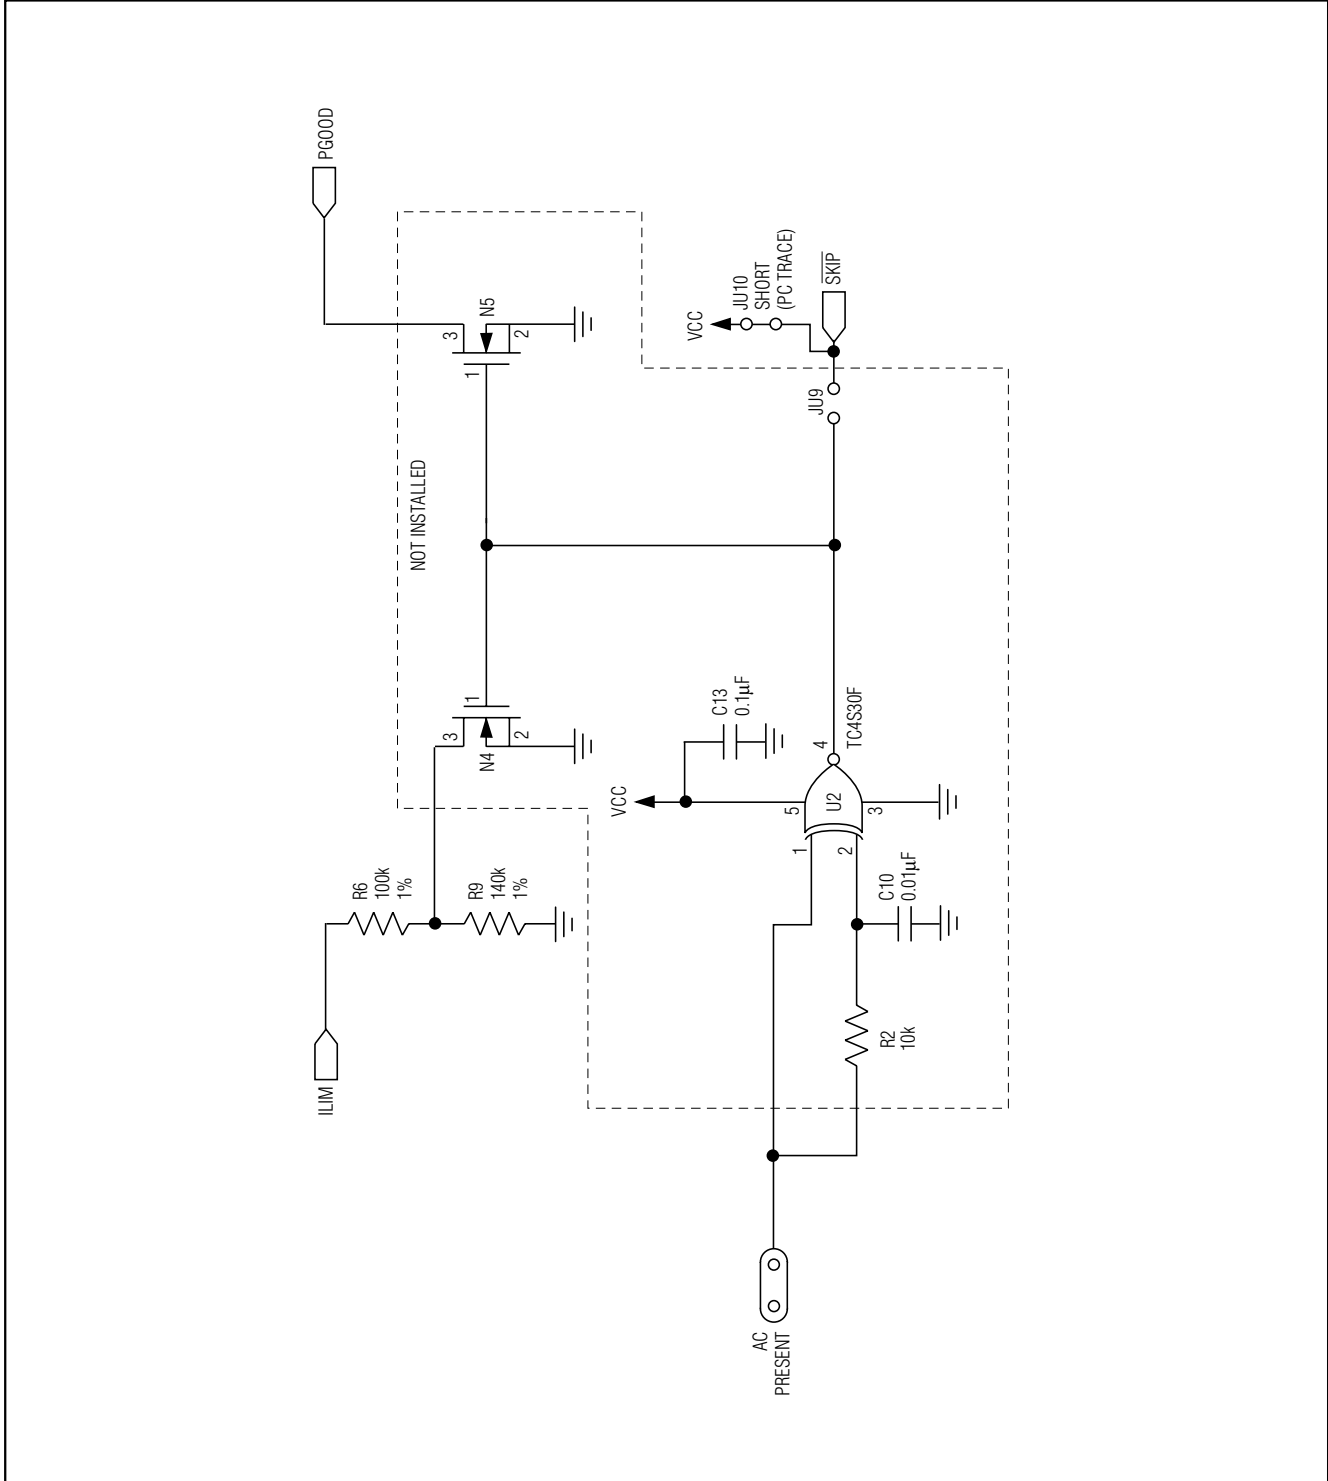 AC
PRESENT
ILIM
R6
100k
1%
R9
140k
1%
R2
10k
C10
0.01µF
1
2
U2
5
3
4
TC4S30F
VCC
C13
0.1µF
N4
3
2
1
NOT INSTALLED
1
3
2
N5
PGOOD
JU9
VCC
JU10
SHORT
(PC TRACE)
SKIP